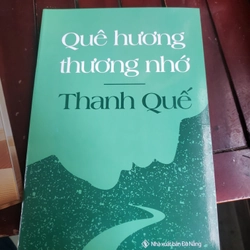 Quê hương
thương nhớ
Thanh Quế
Nhà xuất bản Đà Nẵng